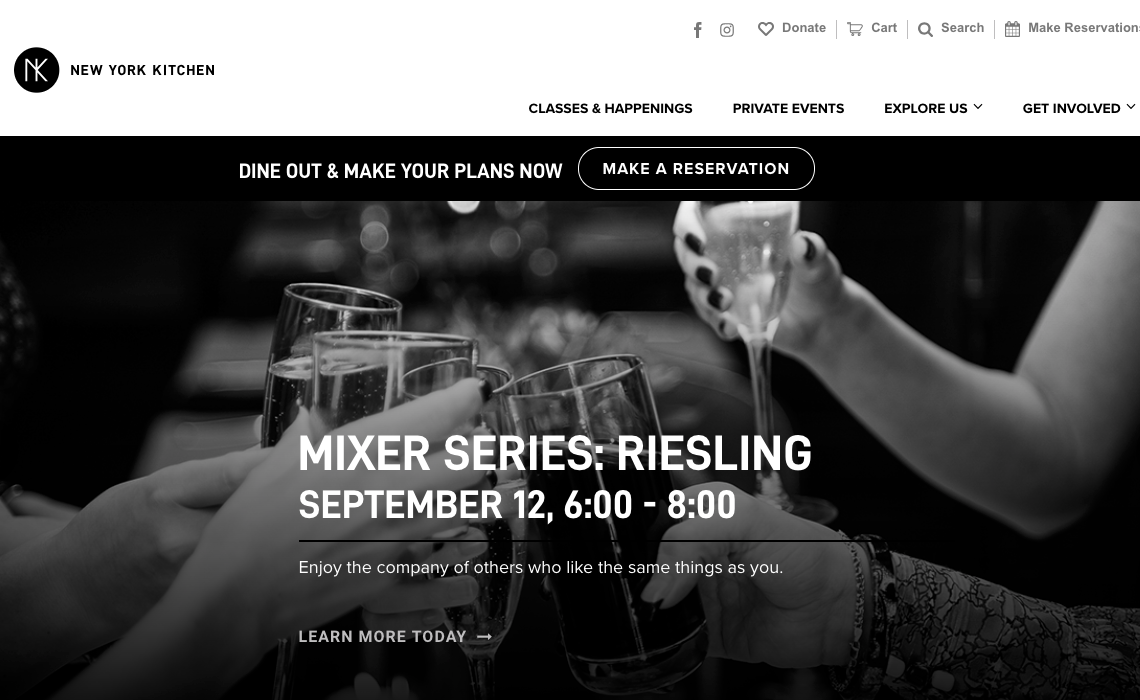 Donate
Cart
Search
Make Reservations
NK
NEW YORK KITCHEN
CLASSES & HAPPENINGS
PRIVATE EVENTS
EXPLORE US
GET INVOLVED
DINE OUT & MAKE YOUR PLANS NOW
MAKE A RESERVATION
MIXER SERIES: RIESLING
SEPTEMBER 12, 6:00 - 8:00
Enjoy the company of others who like the same things as you.
LEARN MORE TODAY →